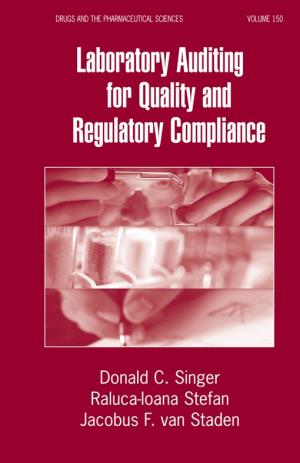 DRUGS AND THE PHARMACEUTICAL SCIENCES
VOLUME 150
Laboratory Auditing
for Quality and
Regulatory Compliance
Donald C. Singer
Raluca-Ioana Stefan
Jacobus F. van Staden